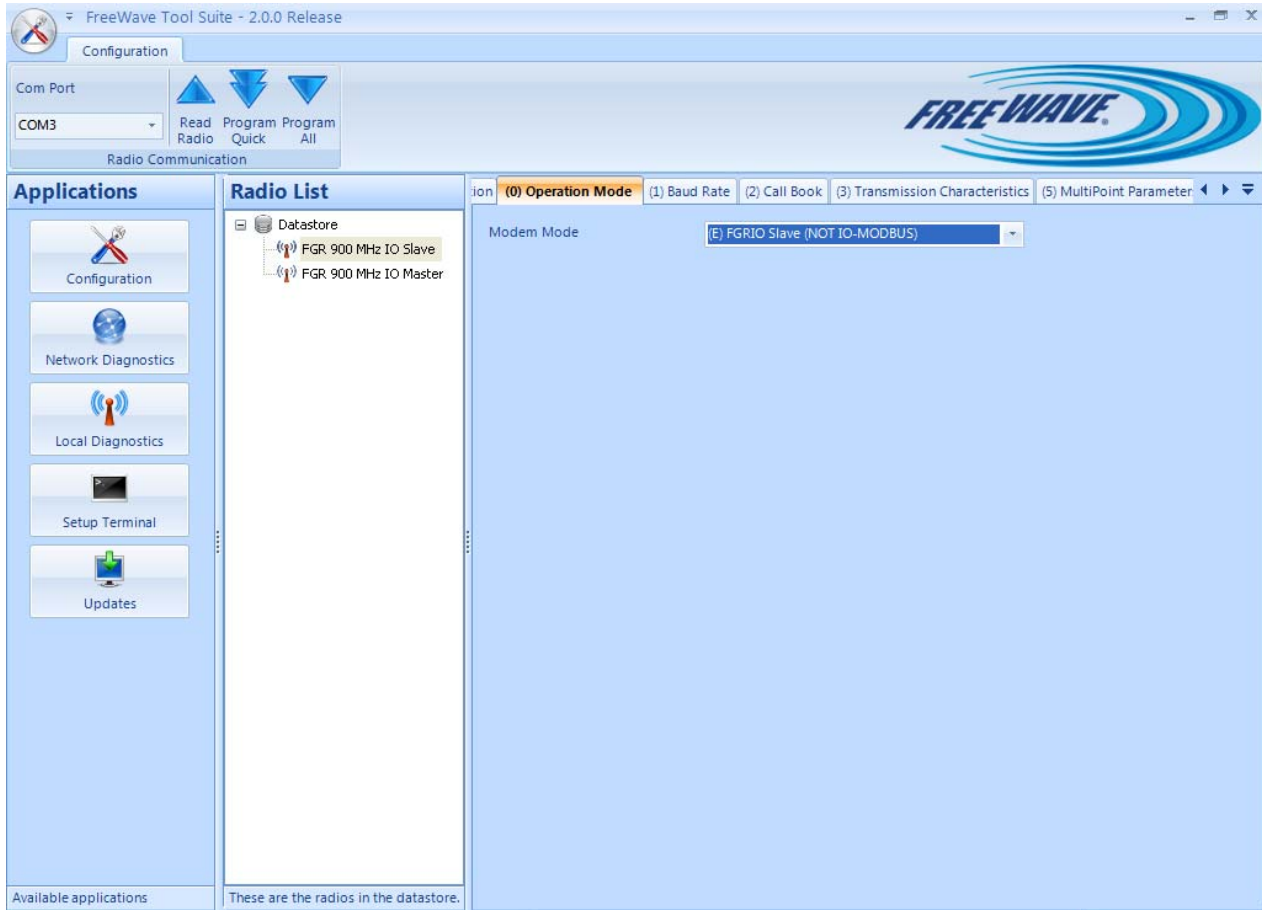 FreeWave Tool Suite - 2.0.0 Release
Configuration
Com Port
COM3
Read Radio
Program Quick
Program All
Radio Communication
FREEWAVE.
Applications
Configuration
Network Diagnostics
Local Diagnostics
Setup Terminal
Updates
Available applications
Radio List
Datastore
FGR 900 MHz IO Slave
FGR 900 MHz IO Master
These are the radios in the datastore.
ion
(0) Operation Mode
(1) Baud Rate
(2) Call Book
(3) Transmission Characteristics
(5) MultiPoint Parameter
Modem Mode
(E) FGRIO Slave (NOT IO-MODBUS)